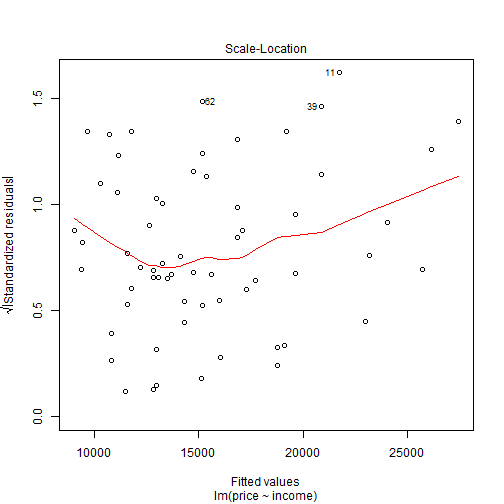 Scale-Location
√|Standardized residuals|
0.0
0.5
1.0
1.5
11
39
62
10000
15000
20000
25000
Fitted values
lm(price ~ income)